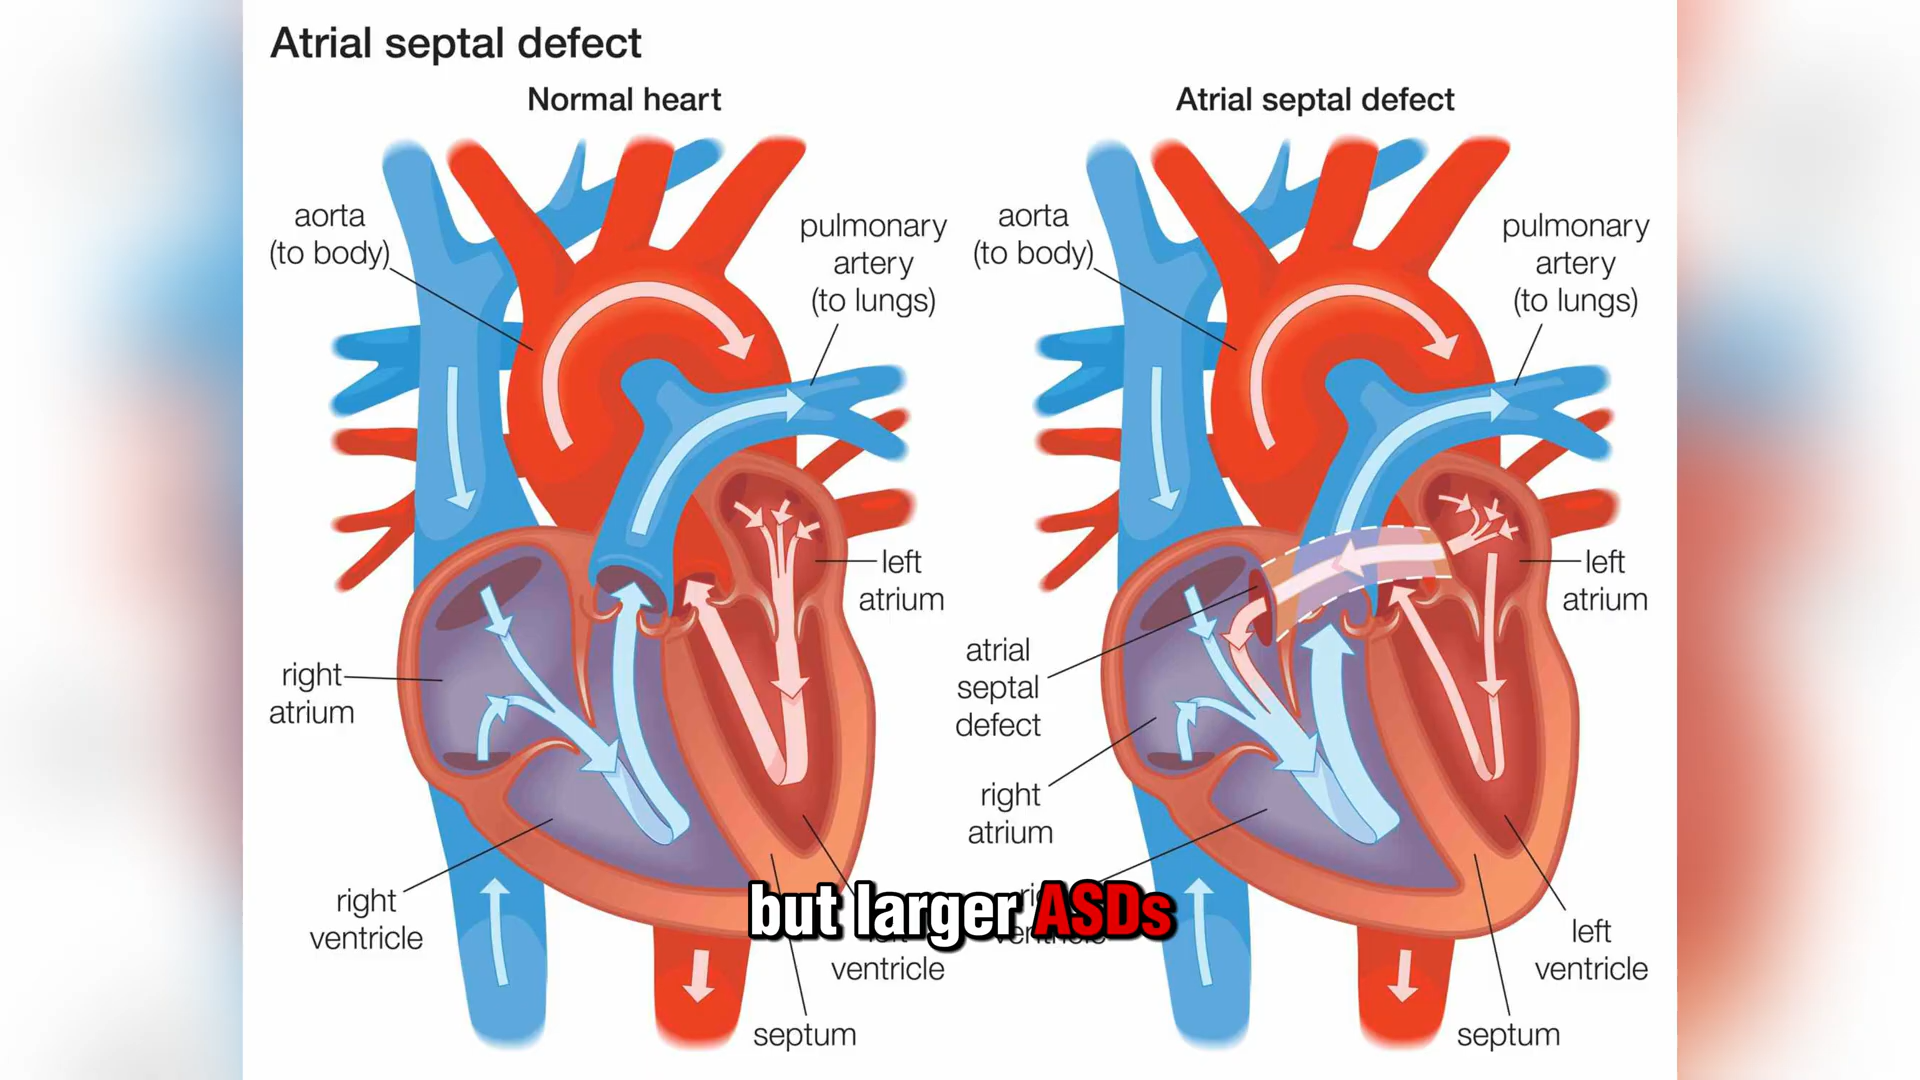 Atrial septal defect
Normal heart
aorta
(to body)
pulmonary
artery
(to lungs)
left
atrium
right
atrium
right
ventricle
ventricle
septum
Atrial septal defect
aorta
(to body)
pulmonary
artery
(to lungs)
left
atrium
atrial
septal
defect
right
atrium
ventricle
left
ventricle
septum
but larger ASDs